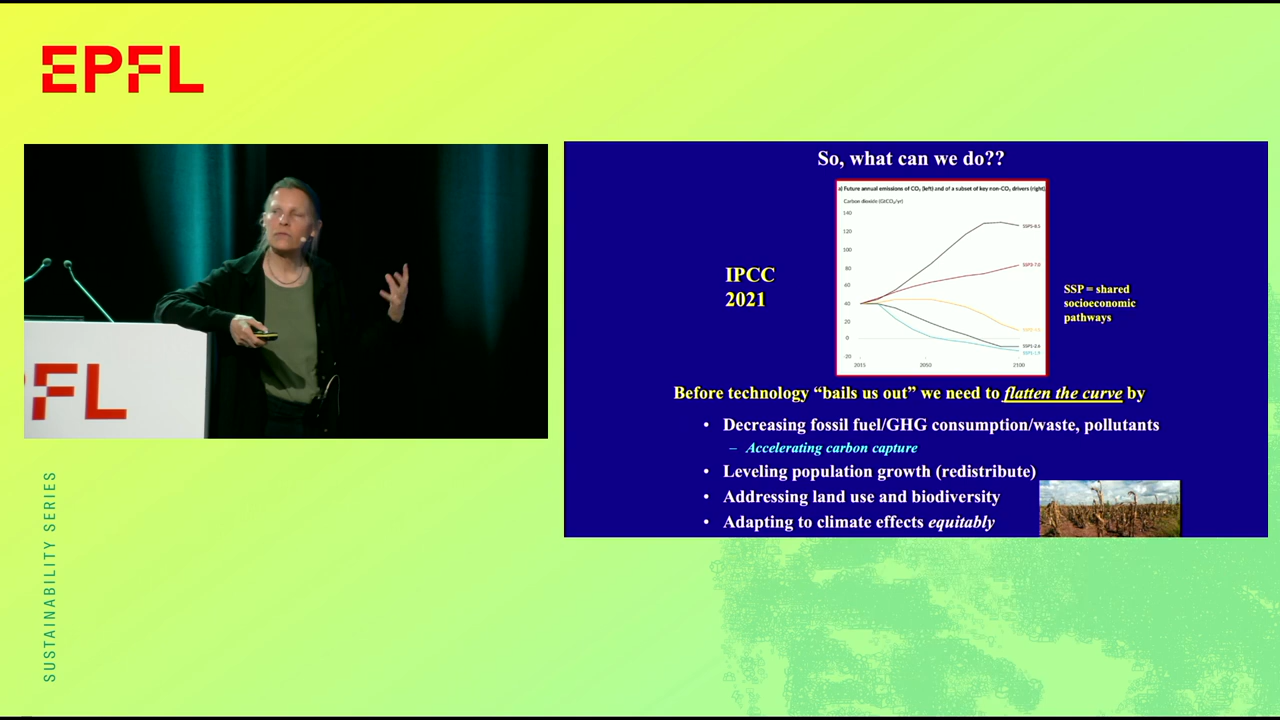 EPFL
PFL
SUSTAINABILITY SERIES
So, what can we do??
a) Future annual emissions of CO₂ (left) and of a subset of key non-CO₂ drivers (right)
Carbon dioxide (GtCO₂/yr)
140
120
100
80
60
40
20
0
-20
2015
2050
2100
SSP5-8.5
SSP3-7.0
SSP1-2.6
SSP1-1.9
IPCC
2021
SSP = shared
socioeconomic
pathways
Before technology “bails us out” we need to flatten the curve by
• Decreasing fossil fuel/GHG consumption/waste, pollutants
– Accelerating carbon capture
• Leveling population growth (redistribute)
• Addressing land use and biodiversity
• Adapting to climate effects equitably